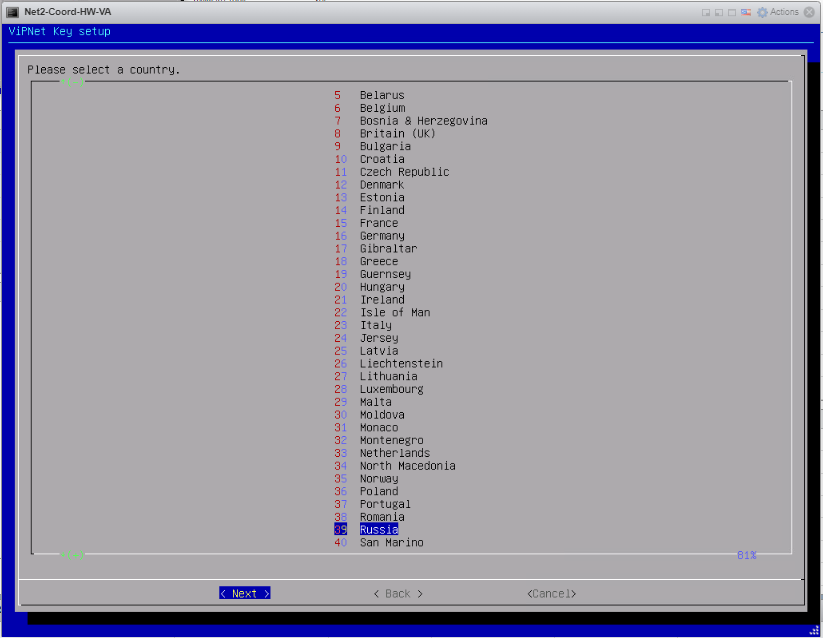 Net2-Coord-HW-VA
Actions
ViPNet Key setup
Please select a country.
^(-)
5 Belarus
6 Belgium
7 Bosnia & Herzegovina
8 Britain (UK)
9 Bulgaria
10 Croatia
11 Czech Republic
12 Denmark
13 Estonia
14 Finland
15 France
16 Germany
17 Gibraltar
18 Greece
19 Guernsey
20 Hungary
21 Ireland
22 Isle of Man
23 Italy
24 Jersey
25 Latvia
26 Liechtenstein
27 Lithuania
28 Luxembourg
29 Malta
30 Moldova
31 Monaco
32 Montenegro
33 Netherlands
34 North Macedonia
35 Norway
36 Poland
37 Portugal
38 Romania
39 Russia
40 San Marino
81%
< Next > < Back > <Cancel>